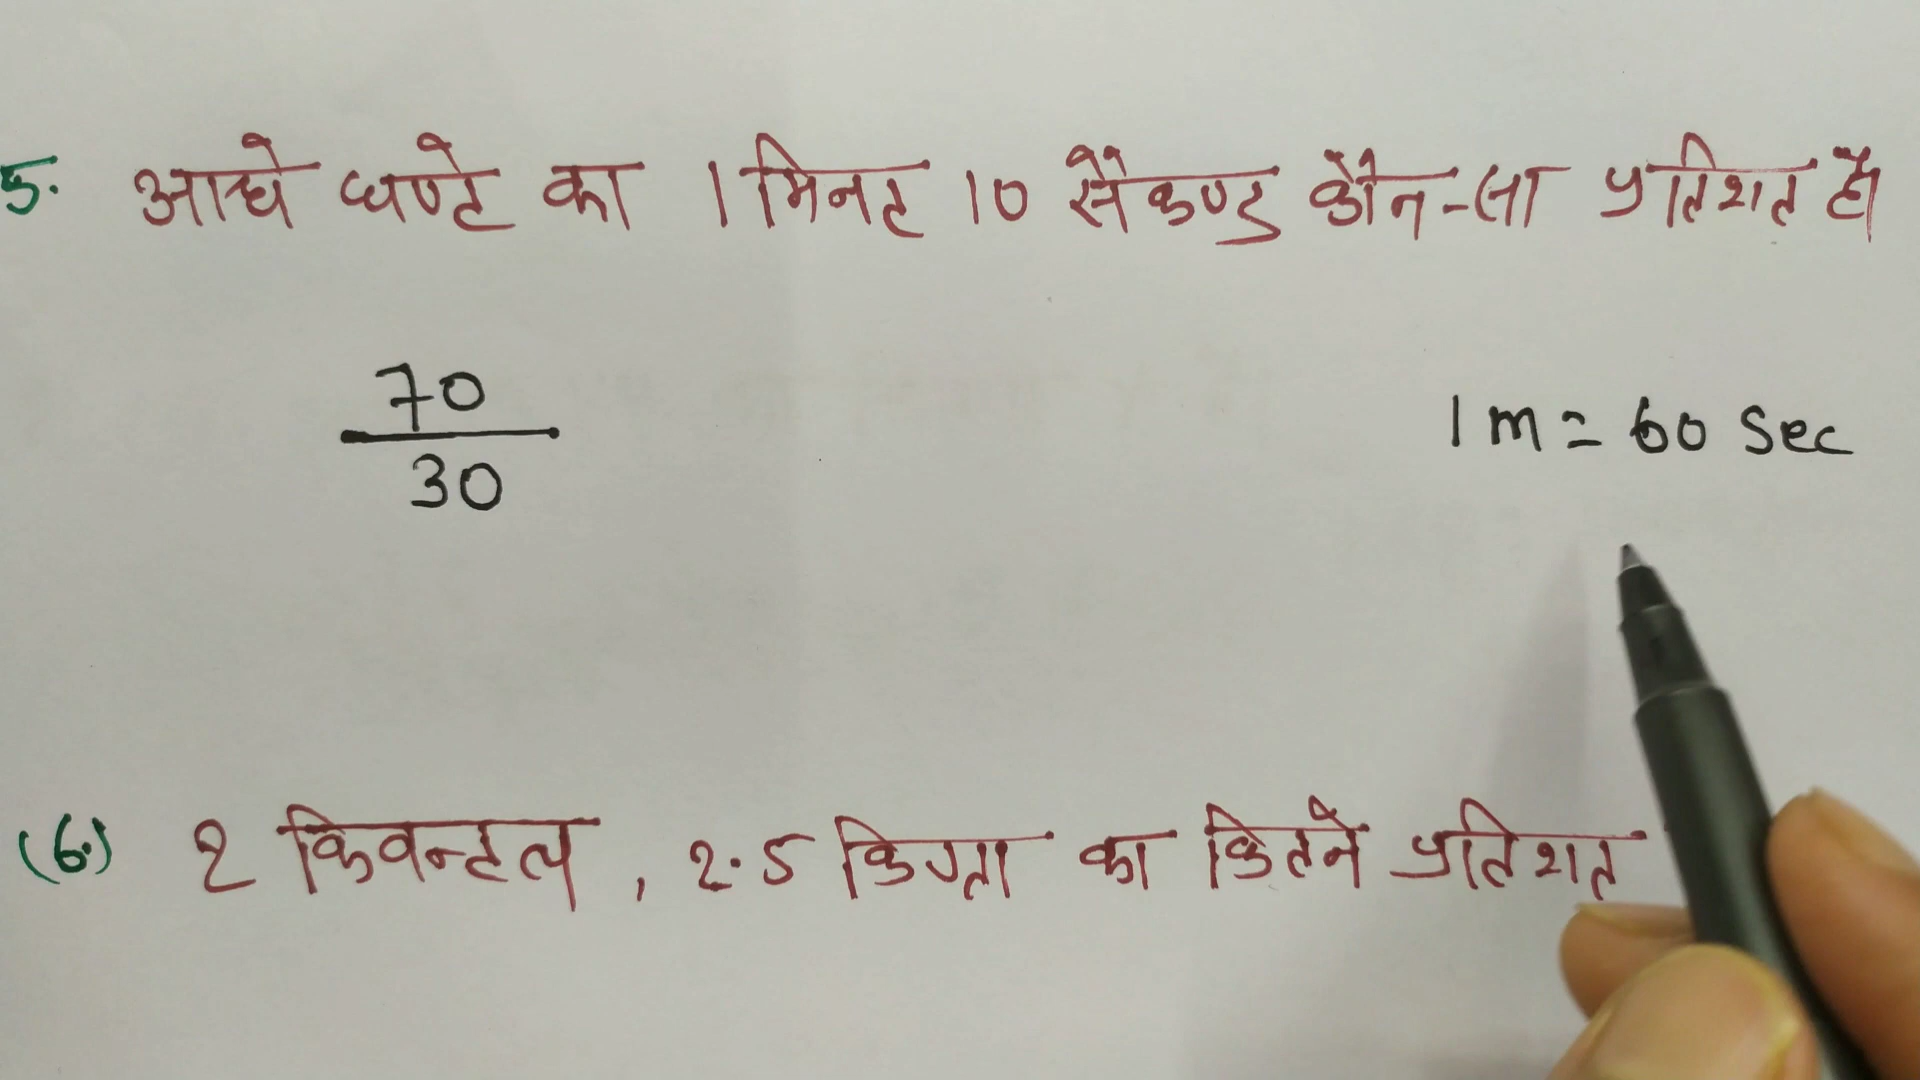 5. आधे घण्टे का 1 मिनट 10 सैकण्ड कौन-सा प्रतिशत है
70
30
1 m = 60 Sec
(6.) 2 किवन्टल, 2.5 किग्रा का कितने प्रतिशत